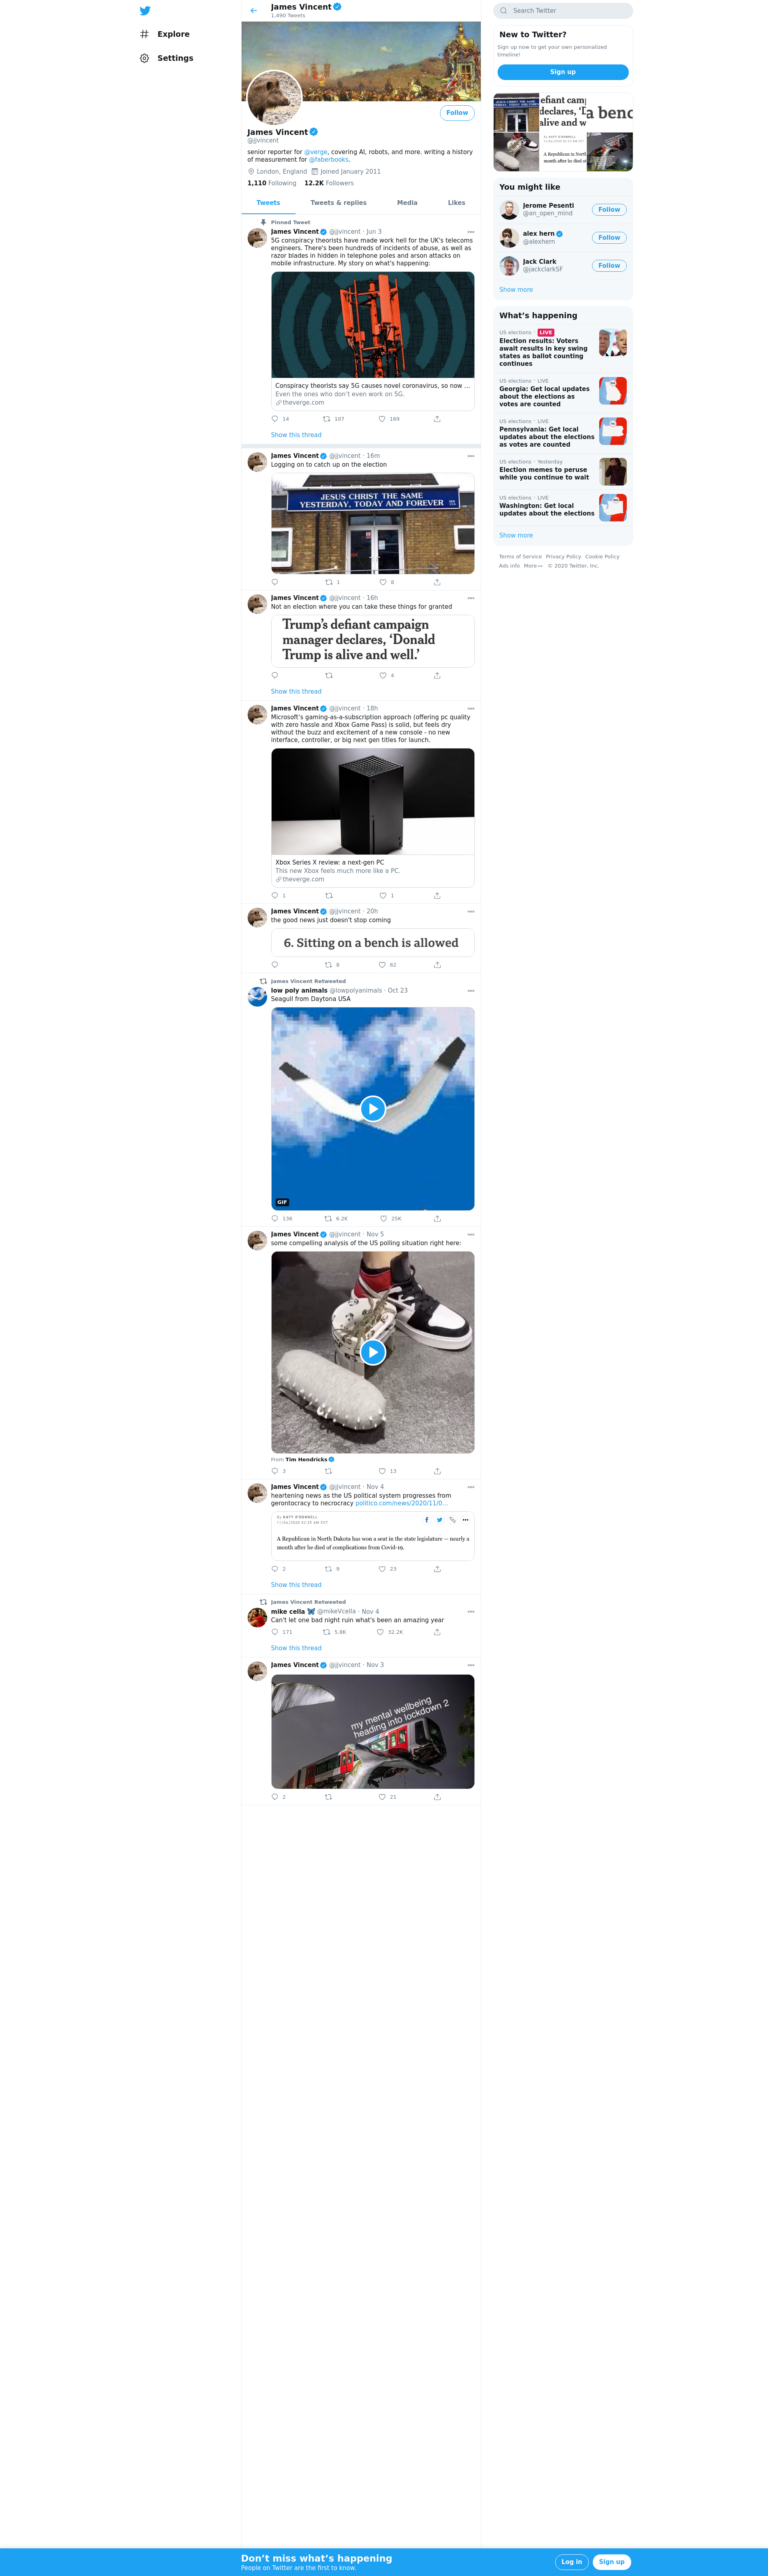 Explore
Settings
James Vincent
1,490 Tweets
Follow
James Vincent
@jjvincent
senior reporter for @verge, covering AI, robots, and more. writing a history
of measurement for @faberbooks.
London, England Joined January 2011
1,110 Following 12.2K Followers
Tweets Tweets & replies Media Likes
Pinned Tweet
James Vincent @jjvincent · Jun 3
5G conspiracy theorists have made work hell for the UK's telecoms
engineers. There's been hundreds of incidents of abuse, as well as
razor blades in hidden in telephone poles and arson attacks on
mobile infrastructure. My story on what's happening:
Conspiracy theorists say 5G causes novel coronavirus, so now ...
Even the ones who don't even work on 5G.
theverge.com
14 107 169
Show this thread
James Vincent @jjvincent · 16m
Logging on to catch up on the election
JESUS CHRIST THE SAME
YESTERDAY, TODAY AND FOREVER
1 8
James Vincent @jjvincent · 16h
Not an election where you can take these things for granted
Trump's defiant campaign
manager declares, 'Donald
Trump is alive and well.'
4
Show this thread
James Vincent @jjvincent · 18h
Microsoft's gaming-as-a-subscription approach (offering pc quality
with zero hassle and Xbox Game Pass) is solid, but feels dry
without the buzz and excitement of a new console - no new
interface, controller, or big next gen titles for launch.
Xbox Series X review: a next-gen PC
This new Xbox feels much more like a PC.
theverge.com
1 1
James Vincent @jjvincent · 20h
the good news just doesn't stop coming
6. Sitting on a bench is allowed
8 62
James Vincent Retweeted
low poly animals @lowpolyanimals · Oct 23
Seagull from Daytona USA
GIF
136 6.2K 25K
James Vincent @jjvincent · Nov 5
some compelling analysis of the US polling situation right here:
From Tim Hendricks
3 13
James Vincent @jjvincent · Nov 4
heartening news as the US political system progresses from
gerontocracy to necrocracy politico.com/news/2020/11/0...
By KATY O'DONNELL
11/04/2020 02:15 AM EST
A Republican in North Dakota has won a seat in the state legislature — nearly a
month after he died of complications from Covid-19.
2 9 23
Show this thread
James Vincent Retweeted
mike cella @mikeVcella · Nov 4
Can't let one bad night ruin what's been an amazing year
171 5.8K 32.2K
Show this thread
James Vincent @jjvincent · Nov 3
my mental wellbeing
heading into lockdown 2
2 21
Search Twitter
New to Twitter?
Sign up now to get your own personalized
timeline!
Sign up
You might like
Jerome Pesenti
@an_open_mind
Follow
alex hern
@alexhern
Follow
Jack Clark
@jackclarkSF
Follow
Show more
What's happening
US elections · LIVE
Election results: Voters
await results in key swing
states as ballot counting
continues
US elections · LIVE
Georgia: Get local updates
about the elections as
votes are counted
US elections · LIVE
Pennsylvania: Get local
updates about the elections
as votes are counted
US elections · Yesterday
Election memes to peruse
while you continue to wait
US elections · LIVE
Washington: Get local
updates about the elections
Show more
Terms of Service Privacy Policy Cookie Policy
Ads info More © 2020 Twitter, Inc.
Don't miss what's happening
People on Twitter are the first to know.
Log in Sign up